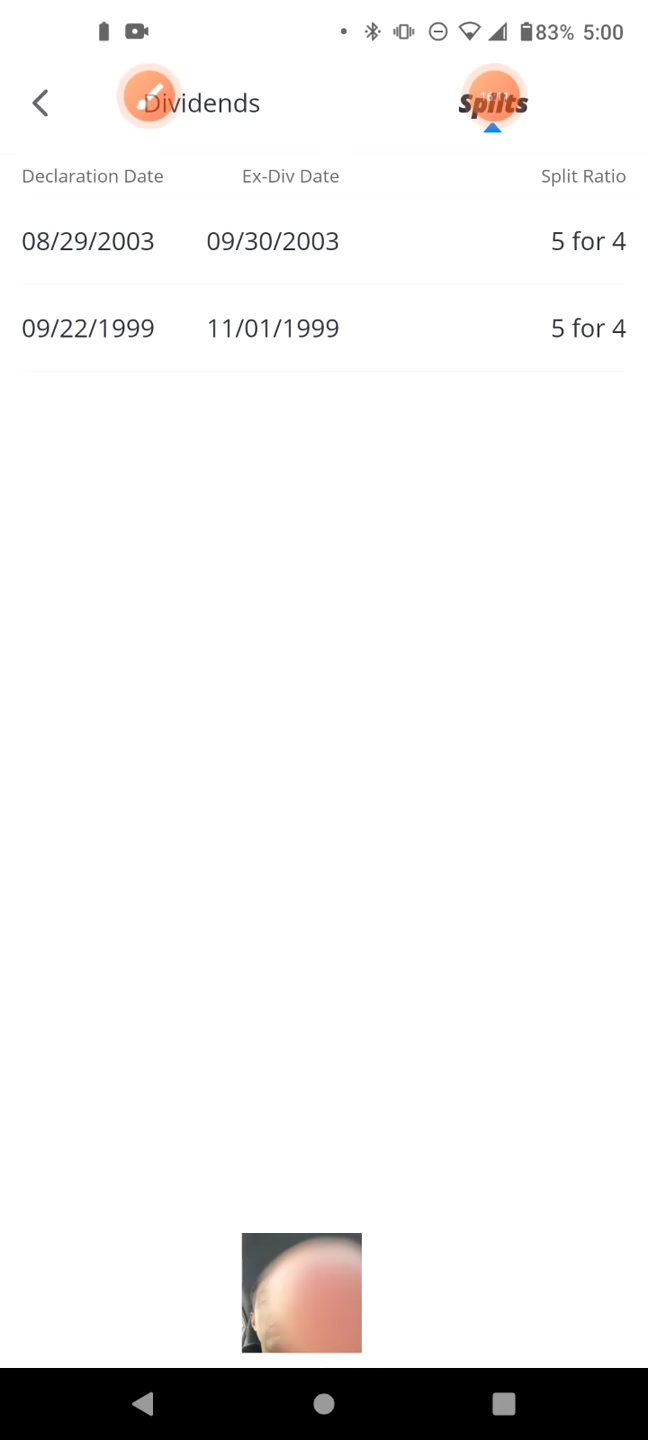 83% 5:00
Dividends Splits
Declaration Date Ex-Div Date Split Ratio
08/29/2003 09/30/2003 5 for 4
09/22/1999 11/01/1999 5 for 4